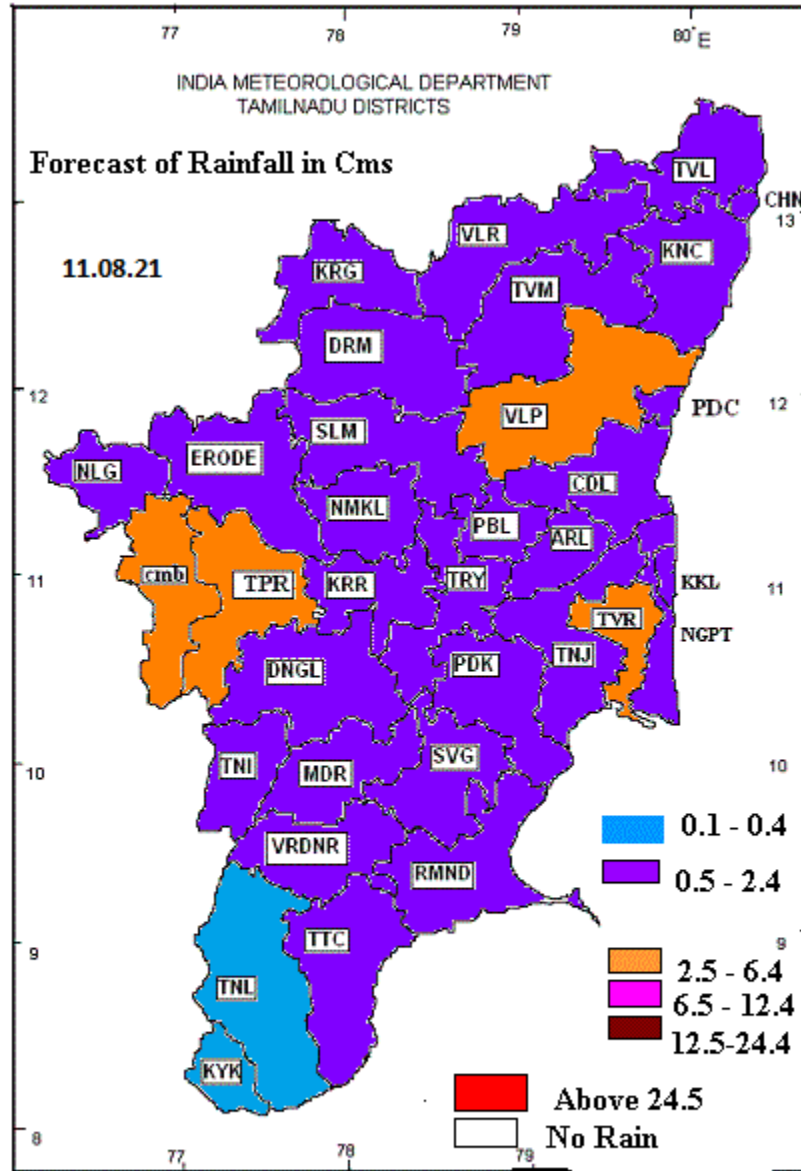 77 78 79 80°E
INDIA METEOROLOGICAL DEPARTMENT
TAMILNADU DISTRICTS
Forecast of Rainfall in Cms
TVL
CHN
13
VLR
KNC
11.08.21
KRG
TVM
DRM
12
12
VLP
PDC
SLM
ERODE
NLG
CDL
NMKL
PBL
ARL
11
cmb
TPR
KRR
TRY
KKL
11
TVR
NGPT
DNGL
PDK
TNJ
10
TNI
MDR
SVG
10
0.1 - 0.4
VRDNR
RMND
0.5 - 2.4
9
TTC
9
2.5 - 6.4
TNL
6.5 - 12.4
12.5-24.4
KYK
Above 24.5
8
No Rain
77 78 79